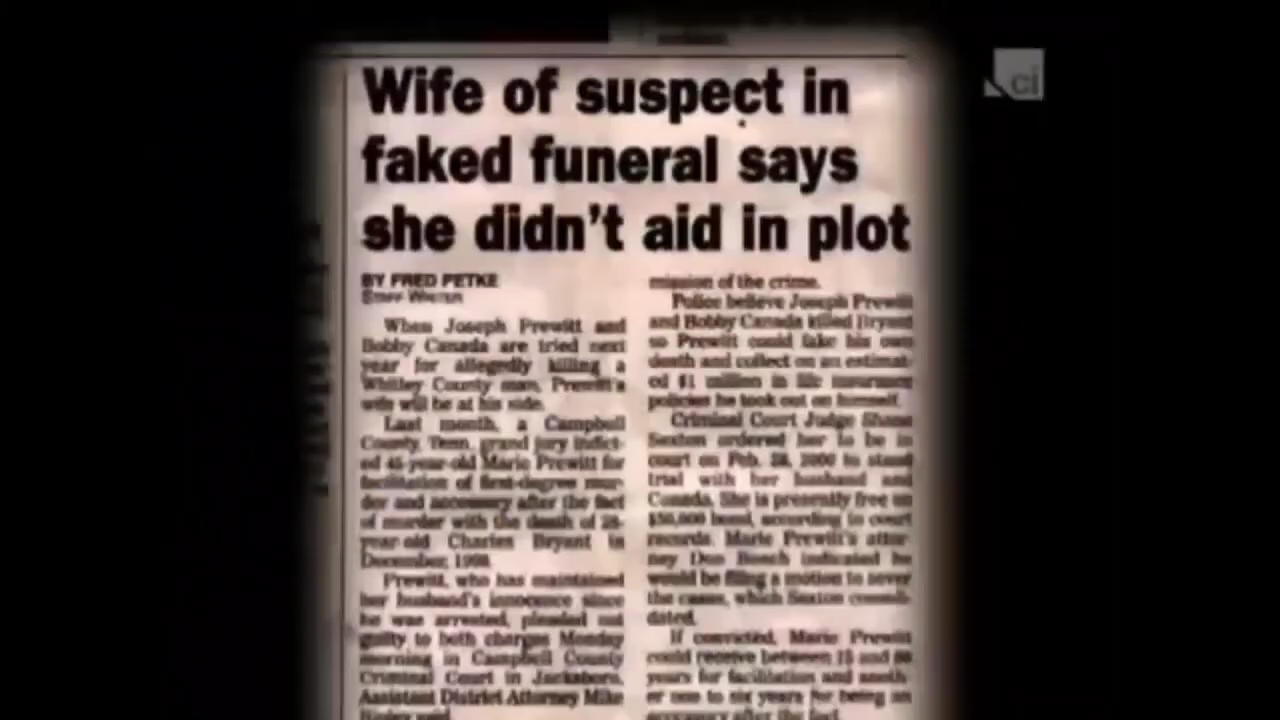 Wife of suspect in
faked funeral says
she didn't aid in plot
BY FRED PETKE
STAFF WRITER
When Joseph Prewitt and
Bobby Canada are tried next
year for allegedly killing a
Whitley County man, Prewitt's
wife will be at his side.
Last month, a Campbell
County, Tenn., grand jury indict-
ed 45-year-old Marie Prewitt for
facilitation of first-degree mur-
der and accessory after the fact
of murder with the death of
year-old Charles Bryant in
December, 1998.
Prewitt, who has maintained
her husband's innocence since
he was arrested, pleaded not
guilty to both charges Monday
morning in Campbell County
Criminal Court in Jacksboro,
Assistant District Attorney Mike
said.
mission of the crime.
Police believe Joseph Prewitt
and Bobby Canada killed Bryant
so Prewitt could fake his own
death and collect on an estimat-
ed $1 million in life insurance
policies he took out on himself.
Criminal Court Judge Shane
Sexton ordered her to be in
court on Feb. 2000 to stand
trial with her husband and
Canada. She is presently free on
$50,000 bond, according to court
records. Marie Prewitt's attor-
ney Don indicated he
would be filing a motion to sever
the cases, which Sexton consoli-
dated.
If convicted, Marie Prewitt
could receive between 15 and
years for facilitation and anoth-
er one to six years for being an
accessory after the fact.
ci